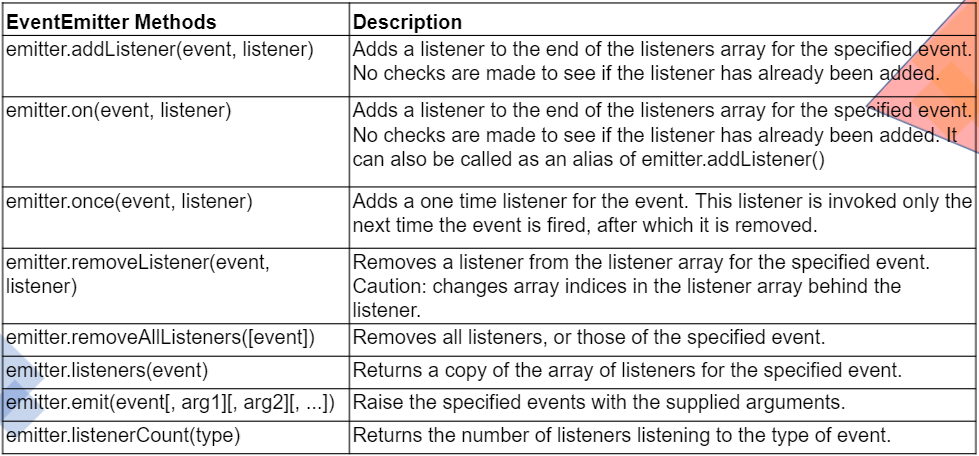 EventEmitter Methods
Description
emitter.addListener(event, listener)
Adds a listener to the end of the listeners array for the specified event.
No checks are made to see if the listener has already been added.
emitter.on(event, listener)
Adds a listener to the end of the listeners array for the specified event.
No checks are made to see if the listener has already been added. It
can also be called as an alias of emitter.addListener()
emitter.once(event, listener)
Adds a one time listener for the event. This listener is invoked only the
next time the event is fired, after which it is removed.
emitter.removeListener(event,
listener)
Removes a listener from the listener array for the specified event.
Caution: changes array indices in the listener array behind the
listener.
emitter.removeAllListeners([event])
Removes all listeners, or those of the specified event.
emitter.listeners(event)
Returns a copy of the array of listeners for the specified event.
emitter.emit(event[, arg1][, arg2][, ...])
Raise the specified events with the supplied arguments.
emitter.listenerCount(type)
Returns the number of listeners listening to the type of event.